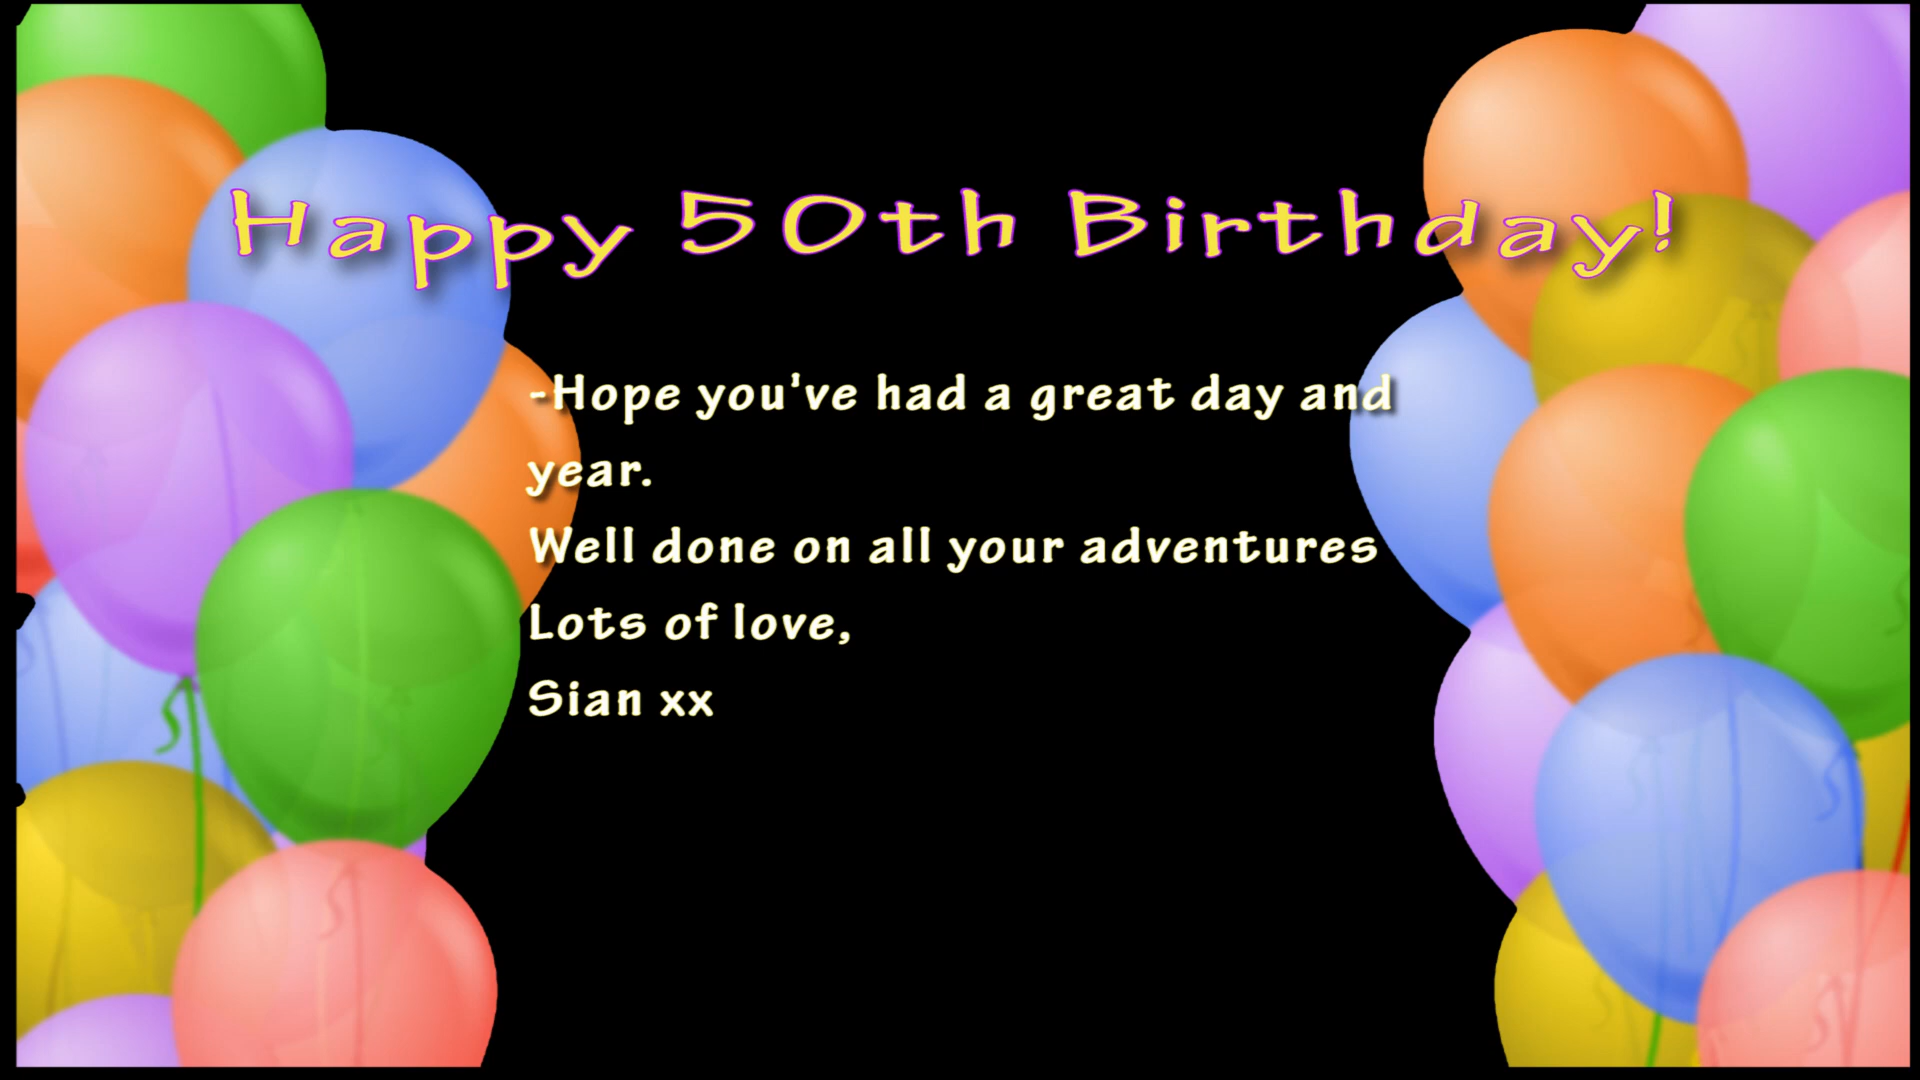 Happy 50th Birthday!
-Hope you've had a great day and
year.
Well done on all your adventures
Lots of love,
Sian xx